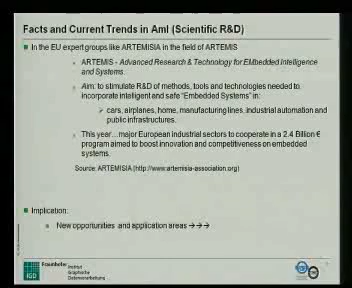 Facts and Current Trends in AmI (Scientific R&D)
In the EU expert groups like ARTEMISIA in the field of ARTEMIS
ARTEMIS - Advanced Research & Technology for EMbedded Intelligence
and Systems.
Aim: to stimulate R&D of methods, tools and technologies needed to
incorporate intelligent and safe "Embedded Systems" in:
cars, airplanes, home, manufacturing lines, industrial automation and
public infrastructures.
This year…major European industrial sectors to cooperate in a 2.4 Billion €
program aimed to boost innovation and competitiveness on embedded
systems.
Source: ARTEMISIA (http://www.artemisia-association.org)
Implication:
New opportunities and application areas →→→
Fraunhofer Institut
Graphische
Datenverarbeitung
IGD